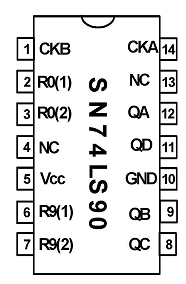 1 CKB CKA 14
2 R0(1) NC 13
3 R0(2) QA 12
4 NC QD 11
5 Vcc GND 10
6 R9(1) QB 9
7 R9(2) QC 8
SN74LS90